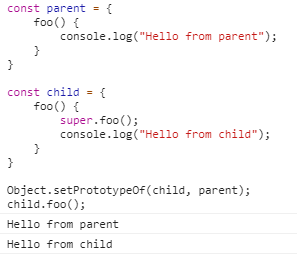 const parent = {
    foo() {
        console.log("Hello from parent");
    }
}

const child = {
    foo() {
        super.foo();
        console.log("Hello from child");
    }
}

Object.setPrototypeOf(child, parent);
child.foo();
Hello from parent
Hello from child